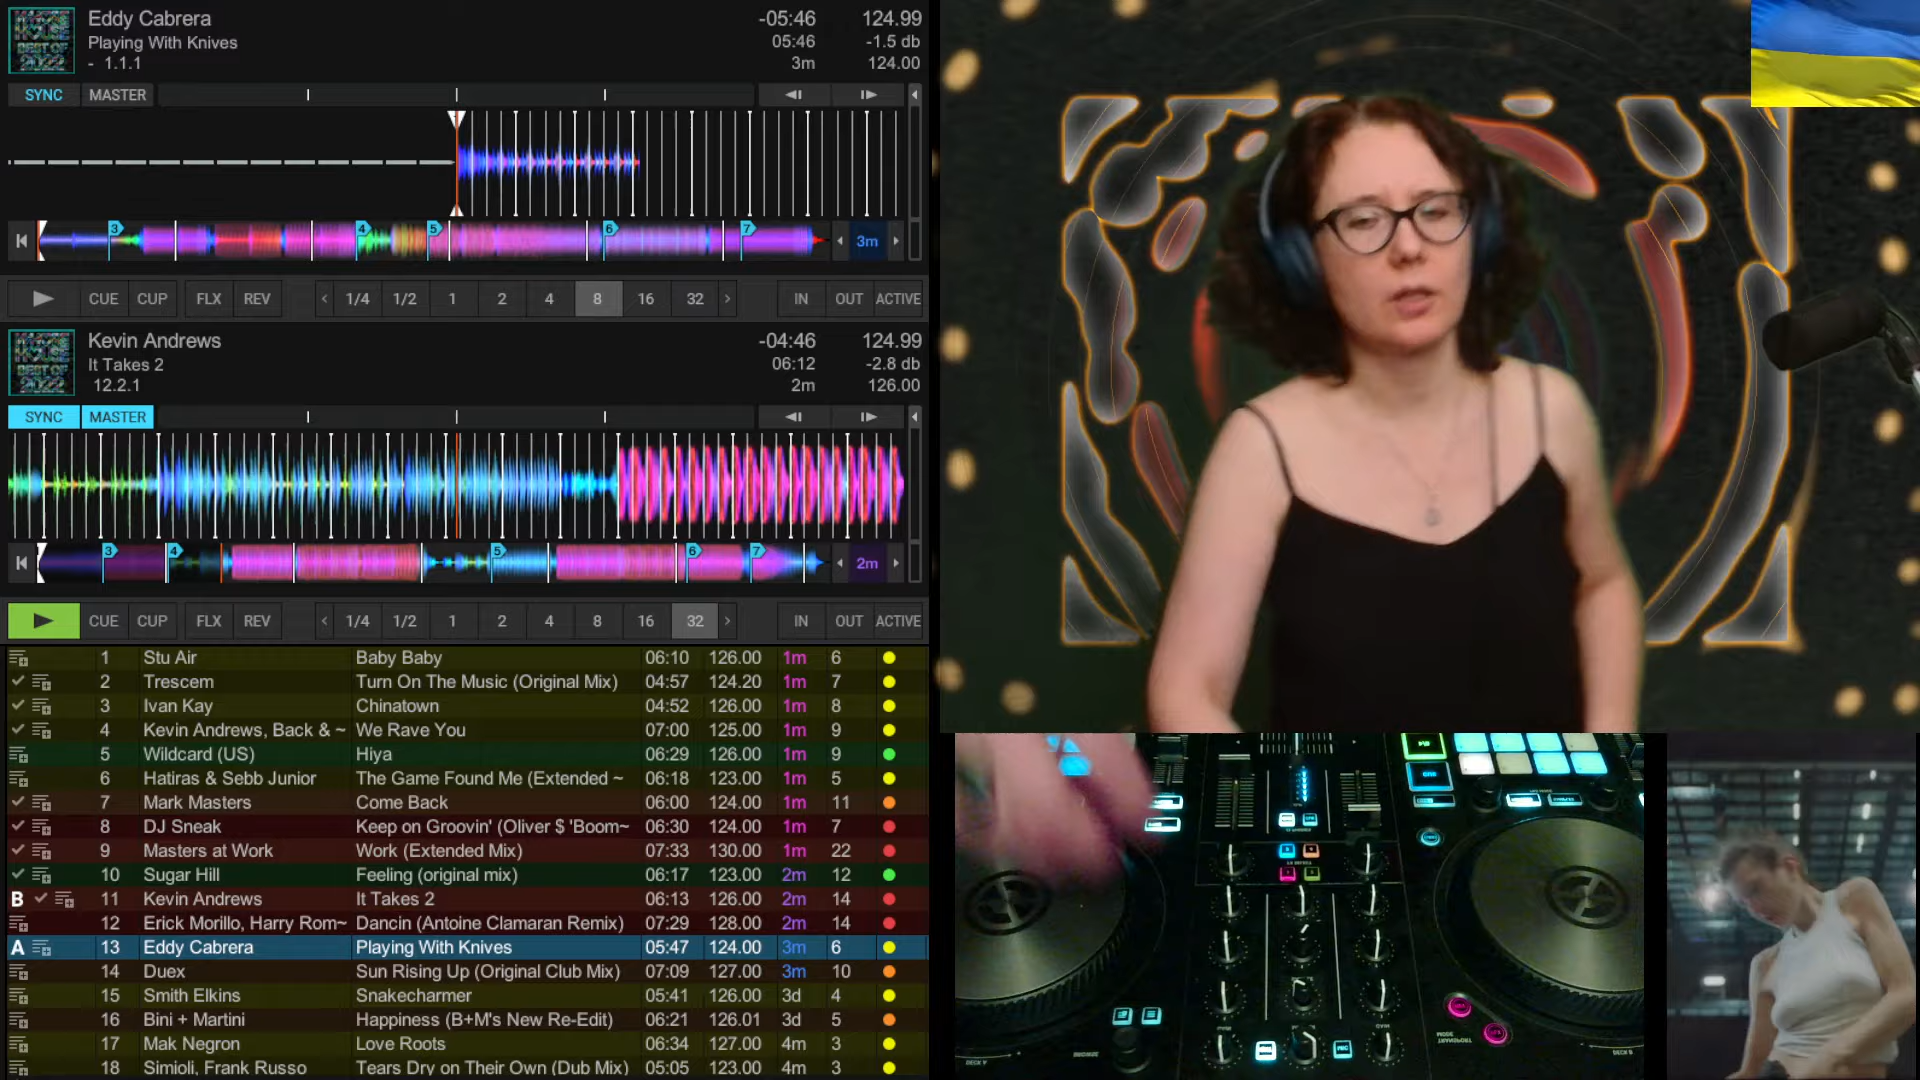 Eddy Cabrera -05:46 124.99
Playing With Knives 05:46 -1.5 db
- 1.1.1 3m 124.00
SYNC MASTER
3 4 5 6 7 3m
CUE CUP FLX REV < 1/4 1/2 1 2 4 8 16 32 > IN OUT ACTIVE
Kevin Andrews -04:46 124.99
It Takes 2 06:12 -2.8 db
12.2.1 2m 126.00
SYNC MASTER
3 4 5 6 7 2m
CUE CUP FLX REV < 1/4 1/2 1 2 4 8 16 32 > IN OUT ACTIVE
1 Stu Air Baby Baby 06:10 126.00 1m 6
2 Trescem Turn On The Music (Original Mix) 04:57 124.20 1m 7
3 Ivan Kay Chinatown 04:52 126.00 1m 8
4 Kevin Andrews, Back & ~ We Rave You 07:00 125.00 1m 9
5 Wildcard (US) Hiya 06:29 126.00 1m 9
6 Hatiras & Sebb Junior The Game Found Me (Extended ~ 06:18 123.00 1m 5
7 Mark Masters Come Back 06:00 124.00 1m 11
8 DJ Sneak Keep on Groovin' (Oliver $ 'Boom~ 06:30 124.00 1m 7
9 Masters at Work Work (Extended Mix) 07:33 130.00 1m 22
10 Sugar Hill Feeling (original mix) 06:17 123.00 2m 12
B 11 Kevin Andrews It Takes 2 06:13 126.00 2m 14
12 Erick Morillo, Harry Rom~ Dancin (Antoine Clamaran Remix) 07:29 128.00 2m 14
A 13 Eddy Cabrera Playing With Knives 05:47 124.00 3m 6
14 Duex Sun Rising Up (Original Club Mix) 07:09 127.00 3m 10
15 Smith Elkins Snakecharmer 05:41 126.00 3d 4
16 Bini + Martini Happiness (B+M's New Re-Edit) 06:21 126.01 3d 5
17 Mak Negron Love Roots 06:34 127.00 4m 3
18 Simioli, Frank Russo Tears Dry on Their Own (Dub Mix) 05:05 123.00 4m 3